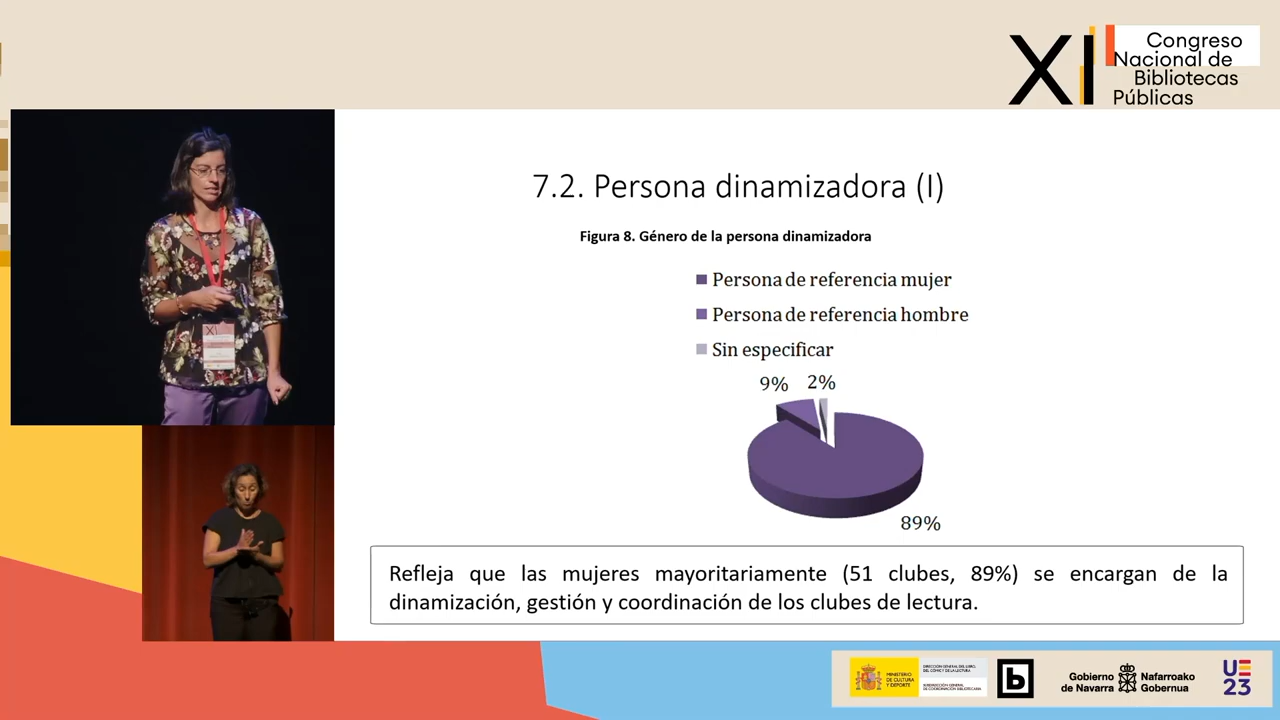 XI Congreso
Nacional de
Bibliotecas
Públicas
7.2. Persona dinamizadora (I)
Figura 8. Género de la persona dinamizadora
Persona de referencia mujer
Persona de referencia hombre
Sin especificar
9% 2%
89%
Refleja que las mujeres mayoritariamente (51 clubes, 89%) se encargan de la
dinamización, gestión y coordinación de los clubes de lectura.
MINISTERIO
DE CULTURA
Y DEPORTE
DIRECCIÓN GENERAL DEL LIBRO,
DEL CÓMIC Y DE LA LECTURA
SUBDIRECCIÓN GENERAL
DE COORDINACIÓN BIBLIOTECARIA
b
Gobierno
de Navarra
Nafarroako
Gobernua
UE
23